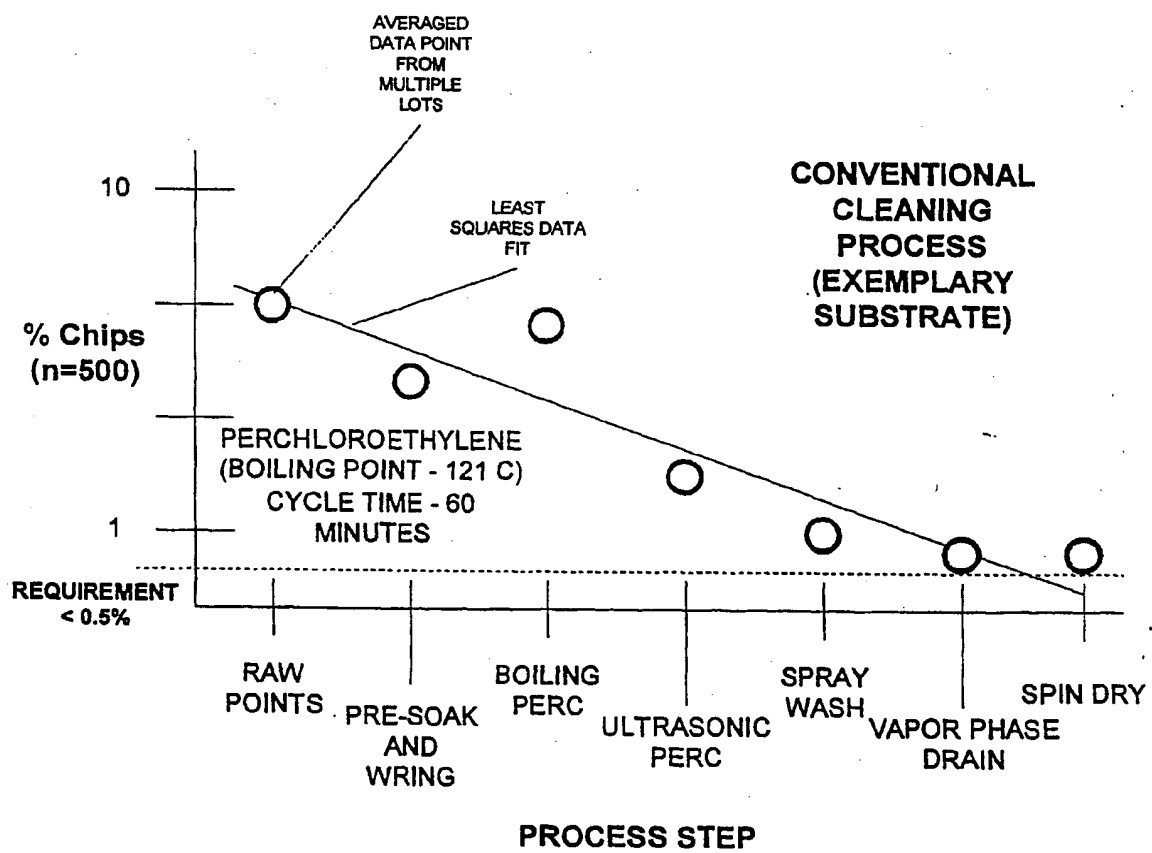 AVERAGED
DATA POINT
FROM
MULTIPLE
LOTS
CONVENTIONAL
CLEANING
PROCESS
(EXEMPLARY
SUBSTRATE)
10
LEAST
SQUARES DATA
FIT
% Chips
(n=500)
PERCHLOROETHYLENE
(BOILING POINT - 121 C)
CYCLE TIME - 60
MINUTES
1
REQUIREMENT
< 0.5%
RAW
POINTS
PRE-SOAK
AND
WRING
BOILING
PERC
ULTRASONIC
PERC
SPRAY
WASH
VAPOR PHASE
DRAIN
SPIN DRY
PROCESS STEP